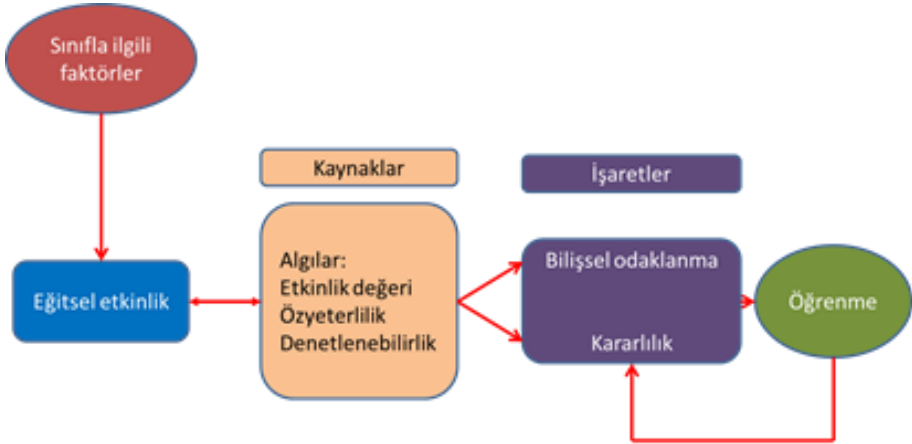 Sınıfla ilgili
faktörler
Kaynaklar
İşaretler
Eğitsel etkinlik
Algılar:
Etkinlik değeri
Özyeterlilik
Denetlenebilirlik
Bilişsel odaklanma
Kararlılık
Öğrenme